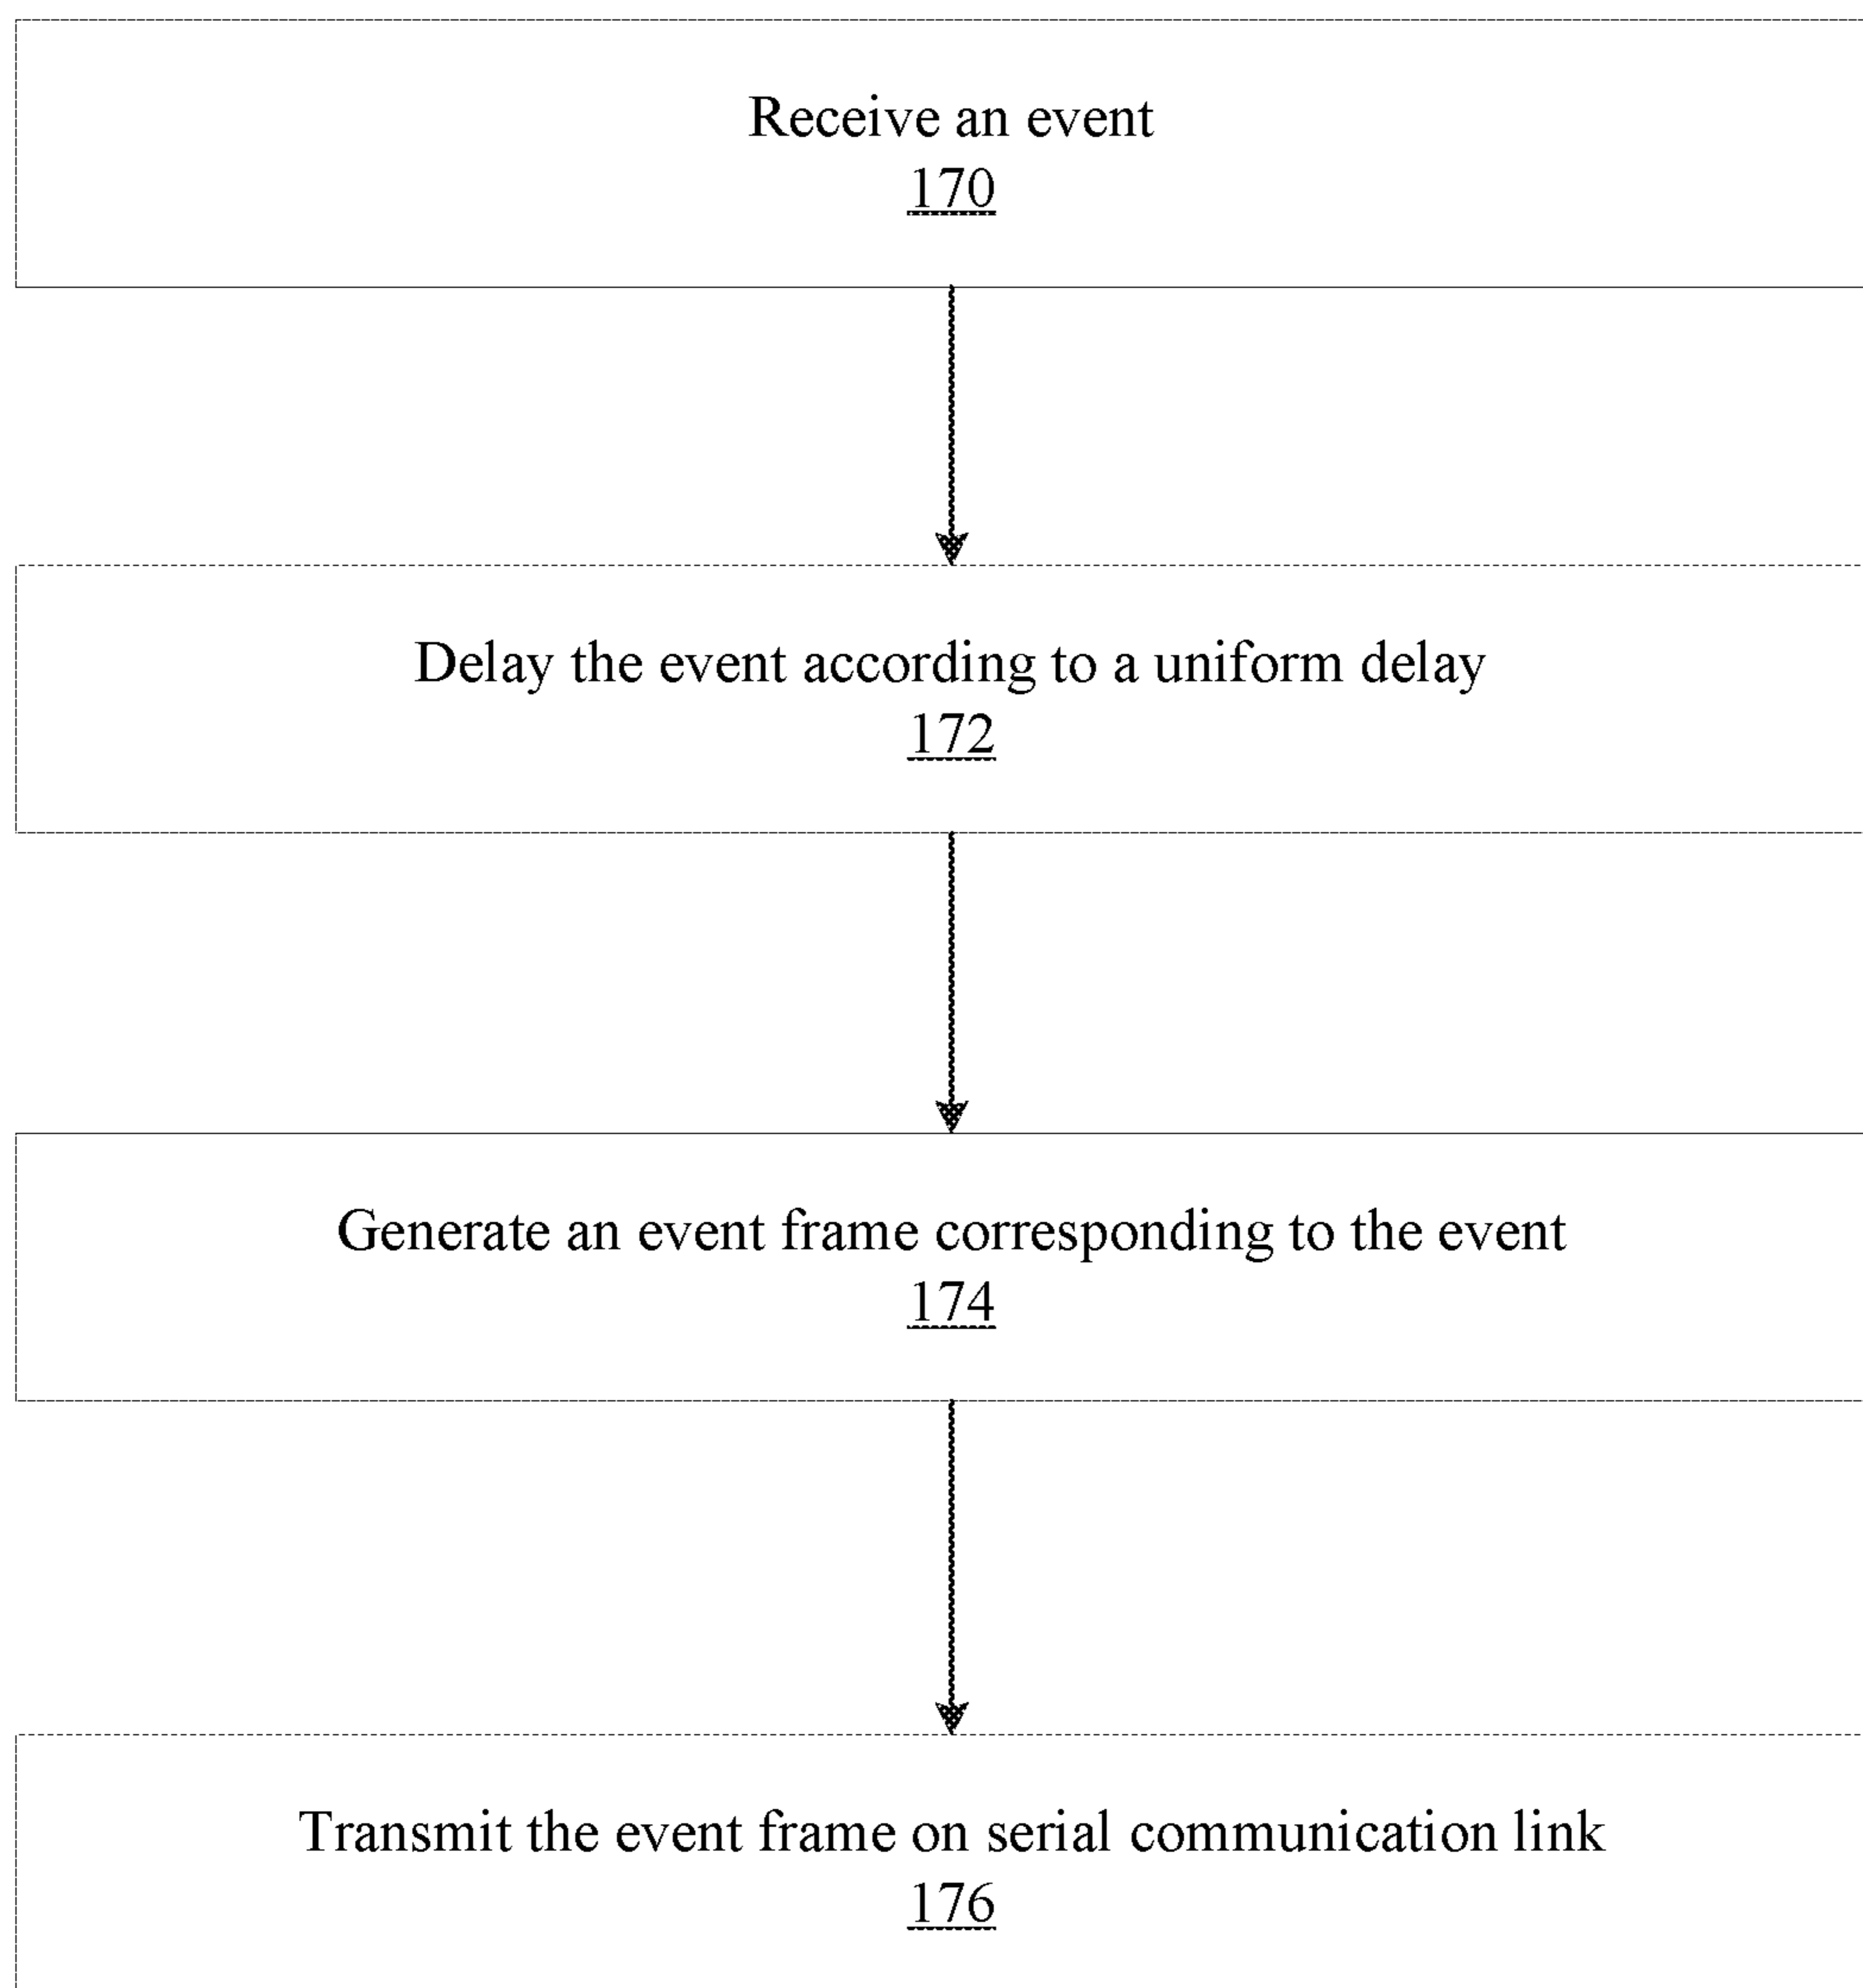 Receive an event
170
Delay the event according to a uniform delay
172
Generate an event frame corresponding to the event
174
Transmit the event frame on serial communication link
176